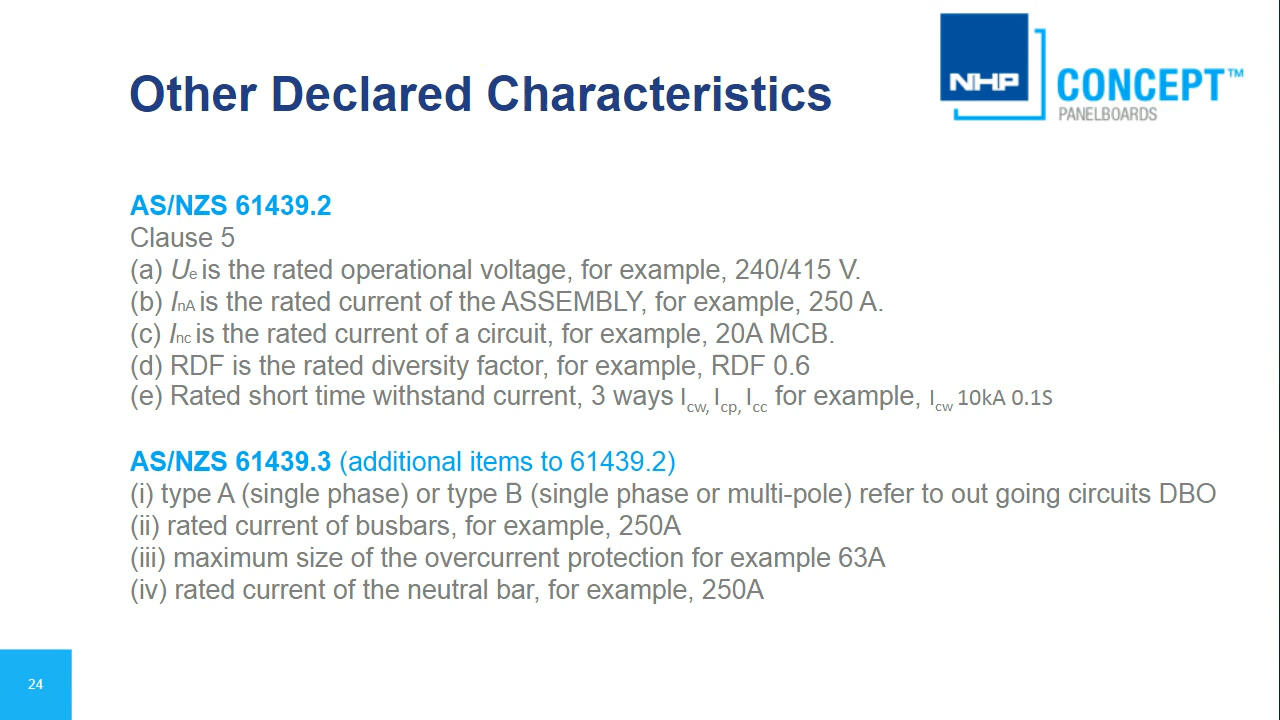 Other Declared Characteristics
NHP
CONCEPT™
PANELBOARDS
AS/NZS 61439.2
Clause 5
(a) Ue is the rated operational voltage, for example, 240/415 V.
(b) InA is the rated current of the ASSEMBLY, for example, 250 A.
(c) Inc is the rated current of a circuit, for example, 20A MCB.
(d) RDF is the rated diversity factor, for example, RDF 0.6
(e) Rated short time withstand current, 3 ways Icw, Icp, Icc for example, Icw 10kA 0.1S
AS/NZS 61439.3 (additional items to 61439.2)
(i) type A (single phase) or type B (single phase or multi-pole) refer to out going circuits DBO
(ii) rated current of busbars, for example, 250A
(iii) maximum size of the overcurrent protection for example 63A
(iv) rated current of the neutral bar, for example, 250A
24